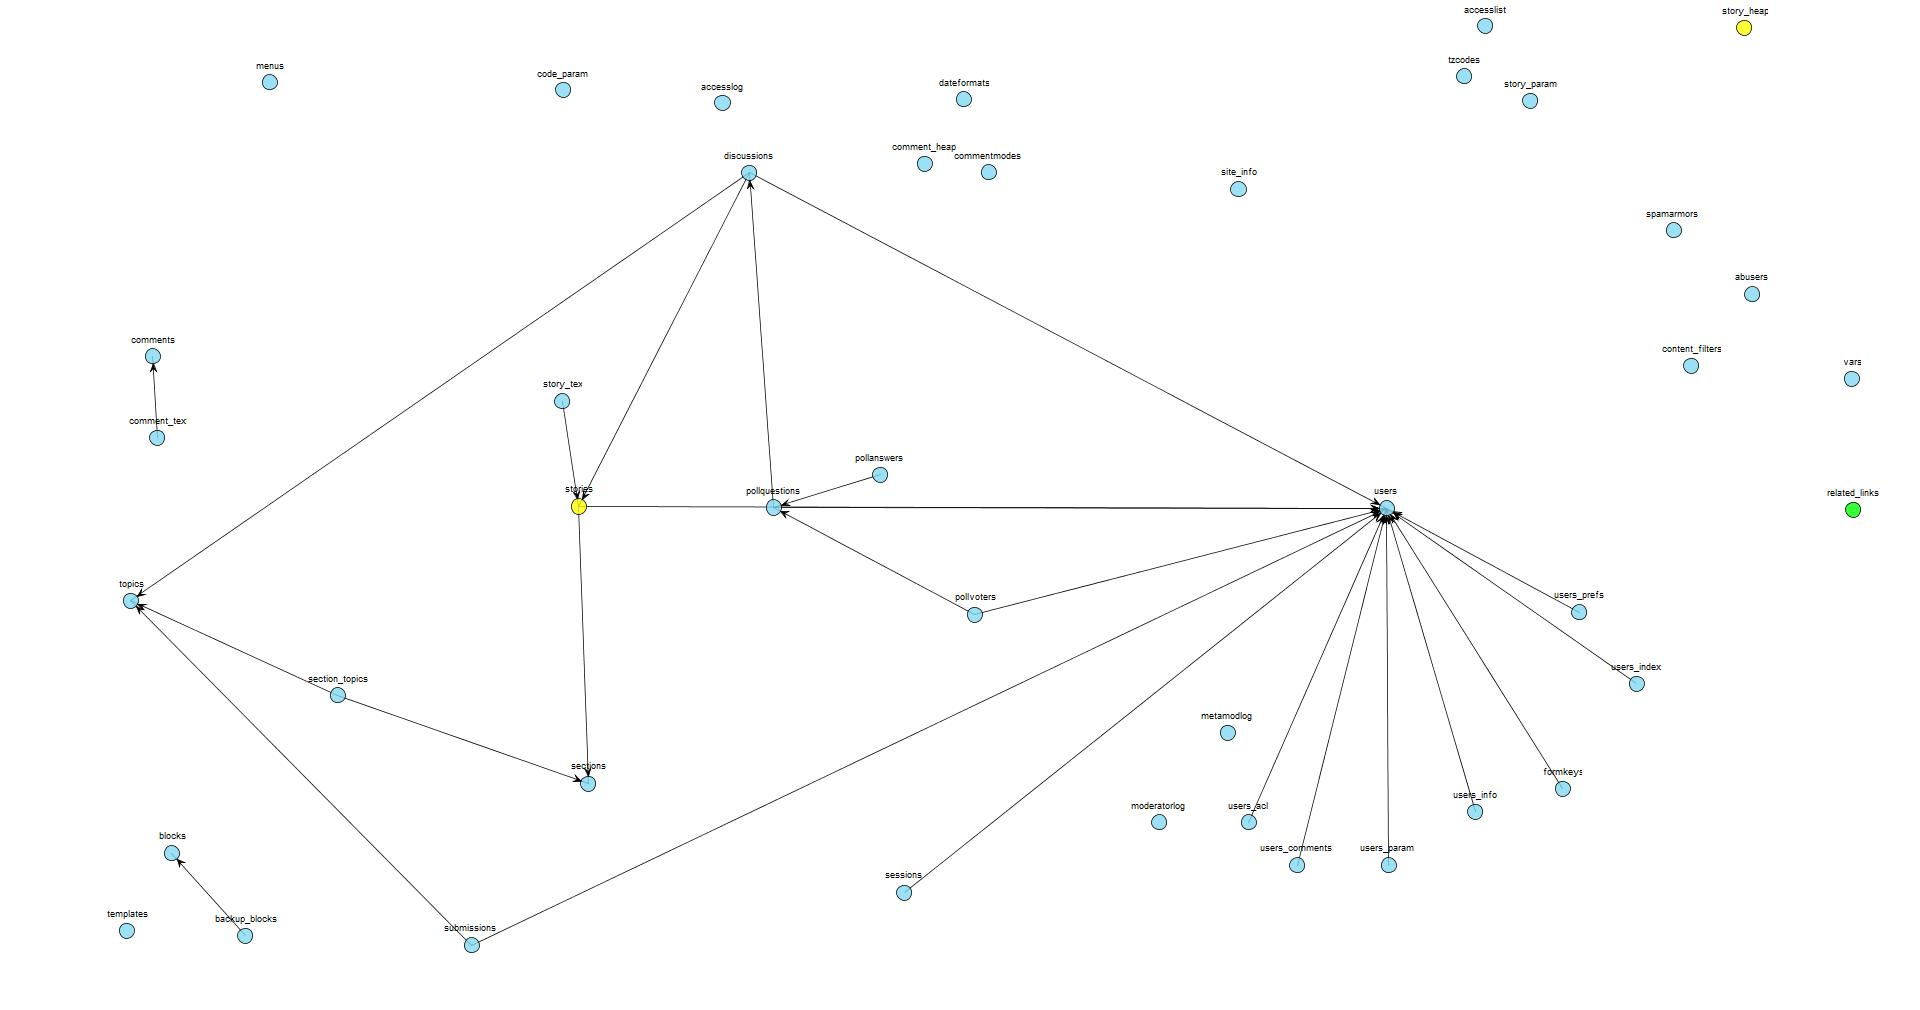 accesslist
story_heap
tzcodes
menus
code_param
story_param
accesslog
dateformats
comment_heap
commentmodes
discussions
site_info
spamarmors
abusers
comments
content_filters
vars
story_tex
comment_tex
pollanswers
stories
pollquestions
users
related_links
topics
pollvoters
users_prefs
users_index
section_topics
metamodlog
sections
formkeys
users_info
moderatorlog
users_acl
blocks
users_comments
users_param
sessions
templates
backup_blocks
submissions